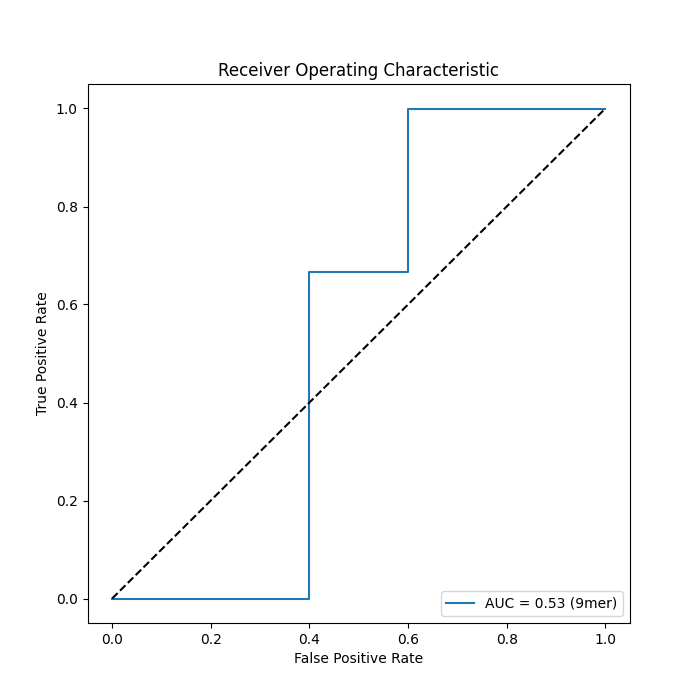 Receiver Operating Characteristic
1.0
0.8
0.6
0.4
0.2
0.0
True Positive Rate
0.0 0.2 0.4 0.6 0.8 1.0
False Positive Rate
AUC = 0.53 (9mer)